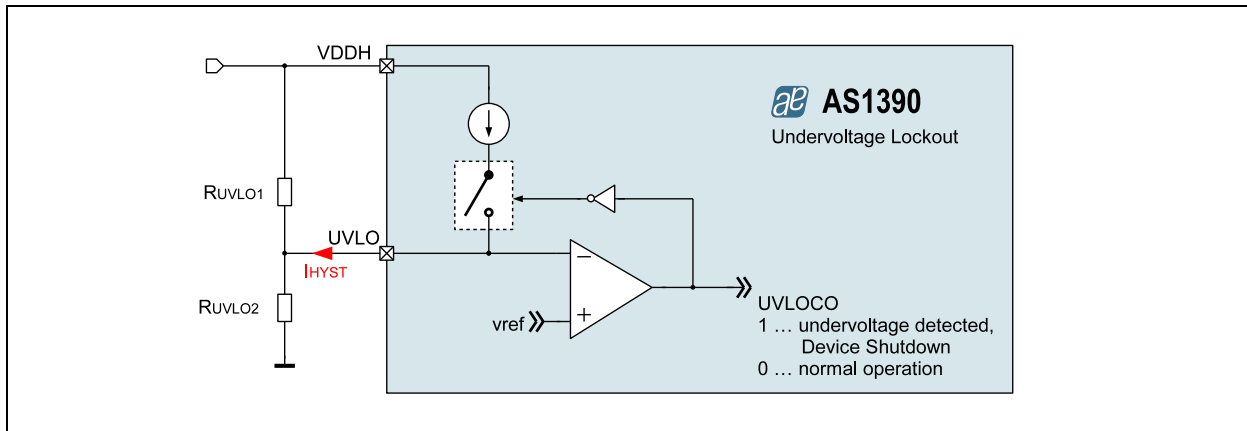 VDDH
AS1390
Undervoltage Lockout
RUVLO1
UVLO
IHYST
RUVLO2
vref
UVLOCO
1 ... undervoltage detected,
Device Shutdown
0 ... normal operation